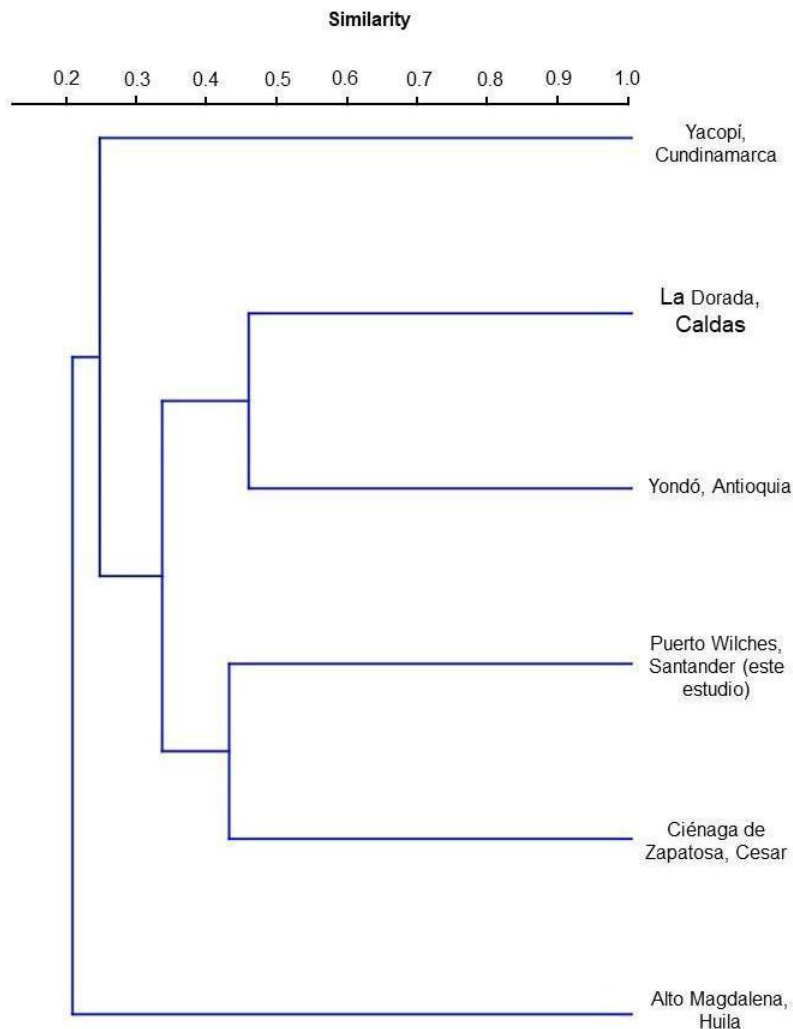 Similarity
0.2 0.3 0.4 0.5 0.6 0.7 0.8 0.9 1.0
Yacopí,
Cundinamarca
La Dorada,
Caldas
Yondó, Antioquia
Puerto Wilches,
Santander (este
estudio)
Ciénaga de
Zapatosa, Cesar
Alto Magdalena,
Huila